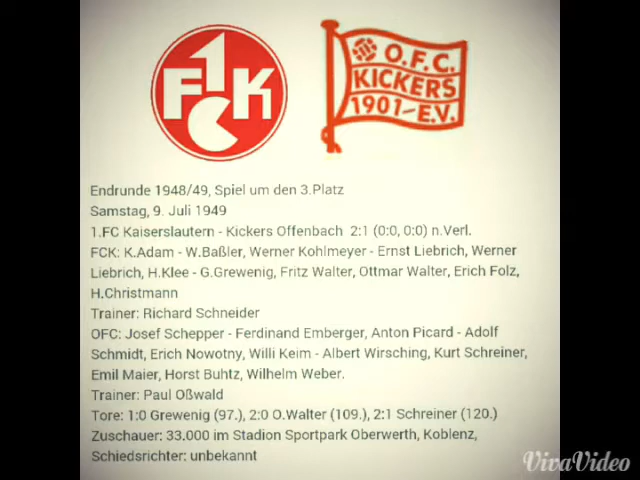 1
FCK
O.F.C.
KICKERS
1901-E.V.
Endrunde 1948/49, Spiel um den 3.Platz
Samstag, 9. Juli 1949
1.FC Kaiserslautern - Kickers Offenbach 2:1 (0:0, 0:0) n.Verl.
FCK: K.Adam - W.Baßler, Werner Kohlmeyer - Ernst Liebrich, Werner
Liebrich, H.Klee - G.Grewenig, Fritz Walter, Ottmar Walter, Erich Folz,
H.Christmann
Trainer: Richard Schneider
OFC: Josef Schepper - Ferdinand Emberger, Anton Picard - Adolf
Schmidt, Erich Nowotny, Willi Keim - Albert Wirsching, Kurt Schreiner,
Emil Maier, Horst Buhtz, Wilhelm Weber.
Trainer: Paul Oßwald
Tore: 1:0 Grewenig (97.), 2:0 O.Walter (109.), 2:1 Schreiner (120.)
Zuschauer: 33.000 im Stadion Sportpark Oberwerth, Koblenz,
Schiedsrichter: unbekannt
VivaVideo